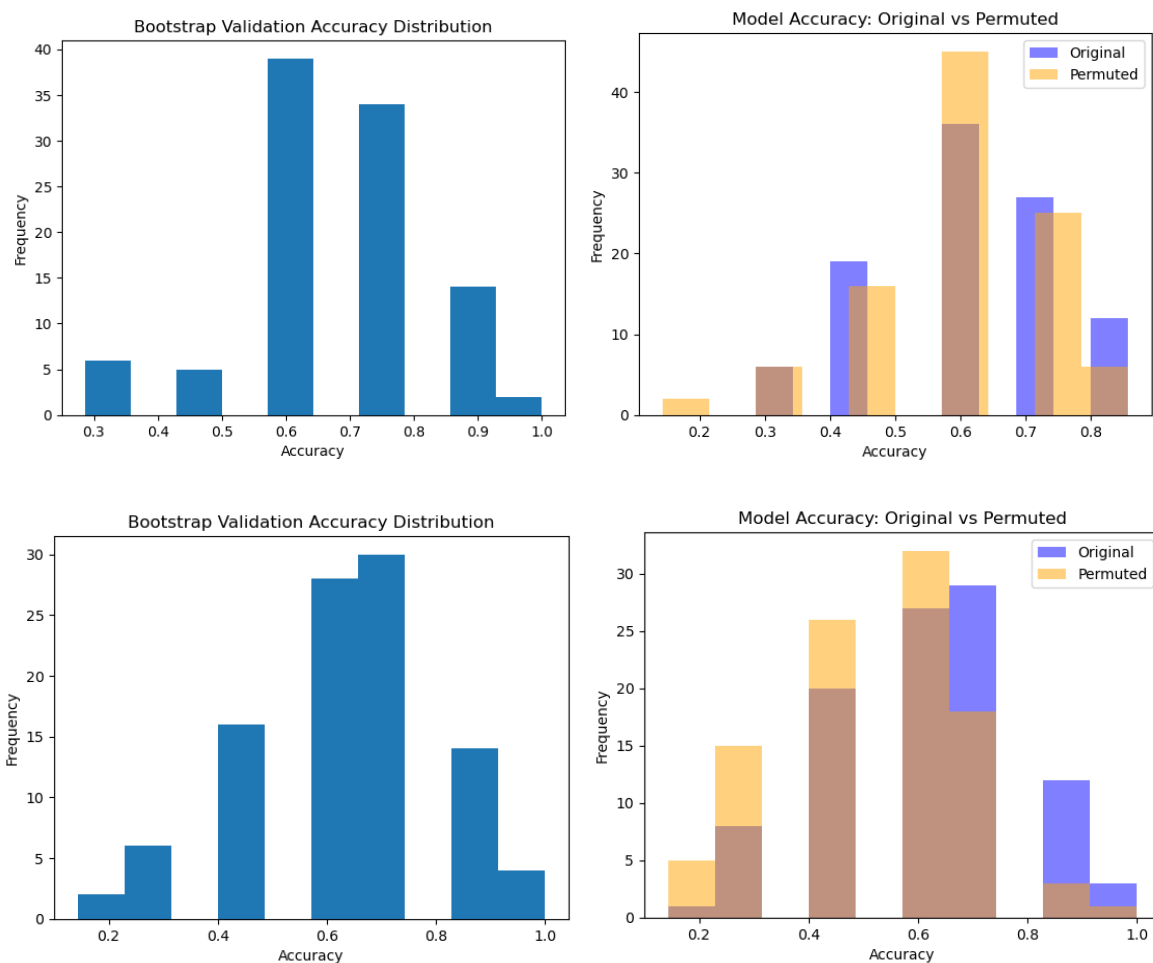 Bootstrap Validation Accuracy Distribution
40
35
30
25
20
15
10
5
0
Frequency
0.3 0.4 0.5 0.6 0.7 0.8 0.9 1.0
Accuracy
Model Accuracy: Original vs Permuted
Original
Permuted
40
30
20
10
0
Frequency
0.2 0.3 0.4 0.5 0.6 0.7 0.8
Accuracy
Bootstrap Validation Accuracy Distribution
30
25
20
15
10
5
0
Frequency
0.2 0.4 0.6 0.8 1.0
Accuracy
Model Accuracy: Original vs Permuted
Original
Permuted
30
25
20
15
10
5
0
Frequency
0.2 0.4 0.6 0.8 1.0
Accuracy